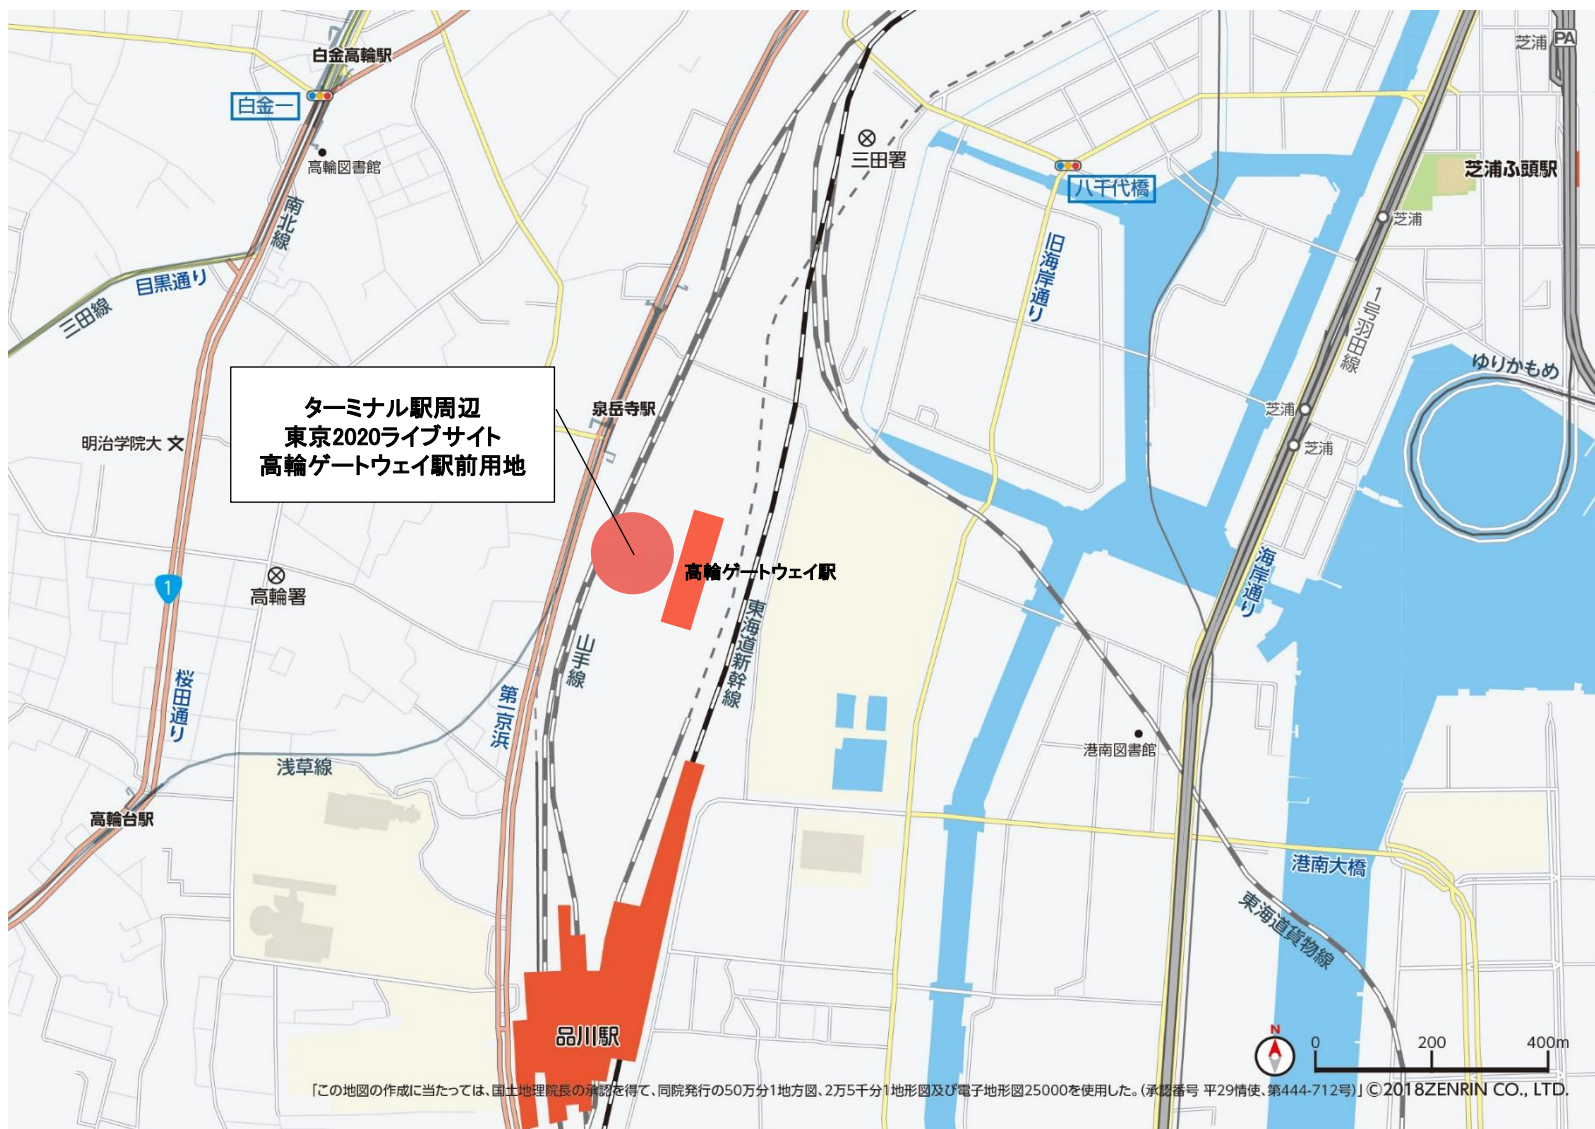 白金高輪駅
白金一
高輪図書館
南北線
目黒通り
三田線
三田署
八千代橋
旧海岸通り
芝浦
PA
芝浦ふ頭駅
芝浦
1号羽田線
ゆりかもめ
芝浦
芝浦
ターミナル駅周辺
東京2020ライブサイト
高輪ゲートウェイ駅前用地
泉岳寺駅
明治学院大
高輪ゲートウェイ駅
高輪署
1
桜田通り
第一京浜
山手線
東海道新幹線
海岸通り
浅草線
高輪台駅
港南図書館
港南大橋
東海道貨物線
品川駅
N
0 200 400m
「この地図の作成に当たっては、国土地理院長の承認を得て、同院発行の50万分1地方図、2万5千分1地形図及び電子地形図25000を使用した。(承認番号 平29情使、第444-712号)」©2018ZENRIN CO., LTD.